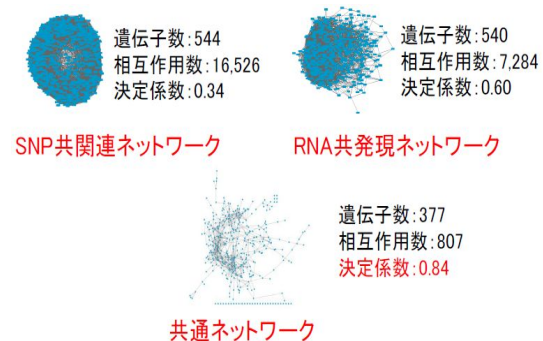 遺伝子数:544
相互作用数:16,526
決定係数:0.34
SNP共関連ネットワーク
遺伝子数:540
相互作用数:7,284
決定係数:0.60
RNA共発現ネットワーク
遺伝子数:377
相互作用数:807
決定係数:0.84
共通ネットワーク